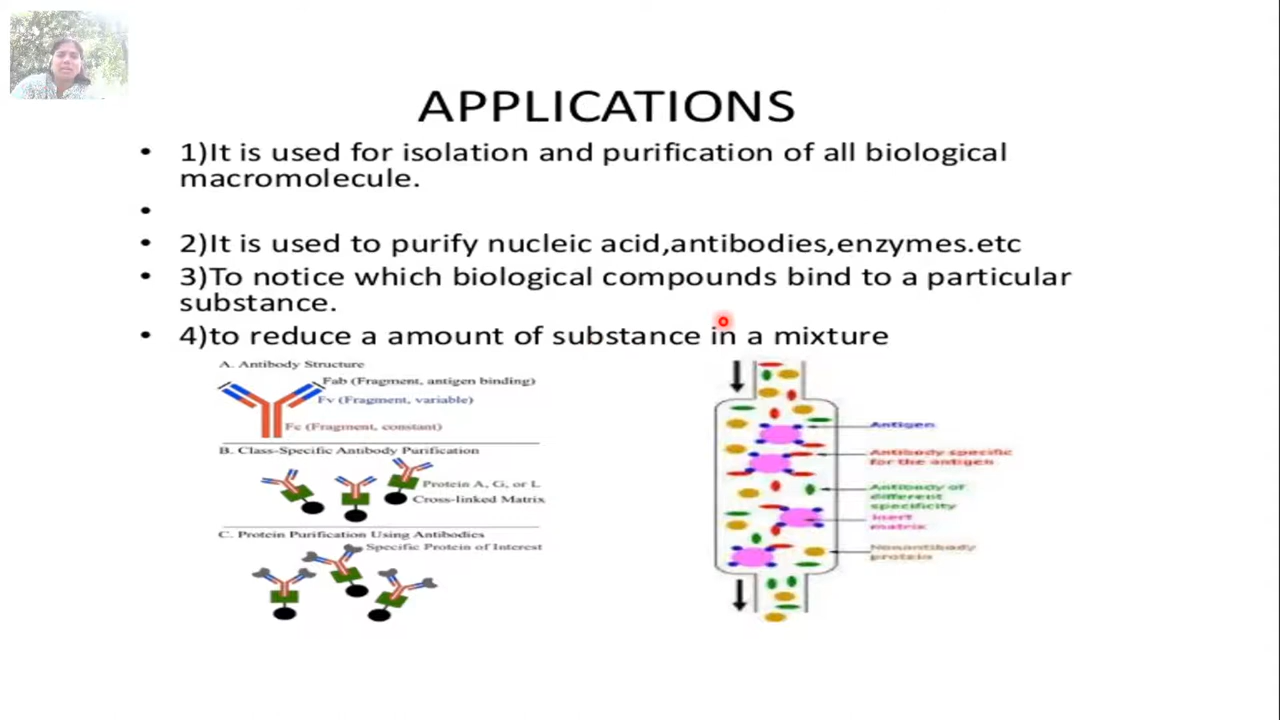 APPLICATIONS
• 1)It is used for isolation and purification of all biological
macromolecule.
•
• 2)It is used to purify nucleic acid,antibodies,enzymes.etc
• 3)To notice which biological compounds bind to a particular
substance.
• 4)to reduce a amount of substance in a mixture
A. Antibody Structure
Fab (Fragment, antigen binding)
Fv (Fragment, variable)
Fc (Fragment, constant)
B. Class-Specific Antibody Purification
Protein A, G, or L
Cross-linked Matrix
C. Protein Purification Using Antibodies
Specific Protein of Interest
Antigen
Antibody specific
for the antigen
Antibody of
different
specificity
Inert
matrix
Nonantibody
protein